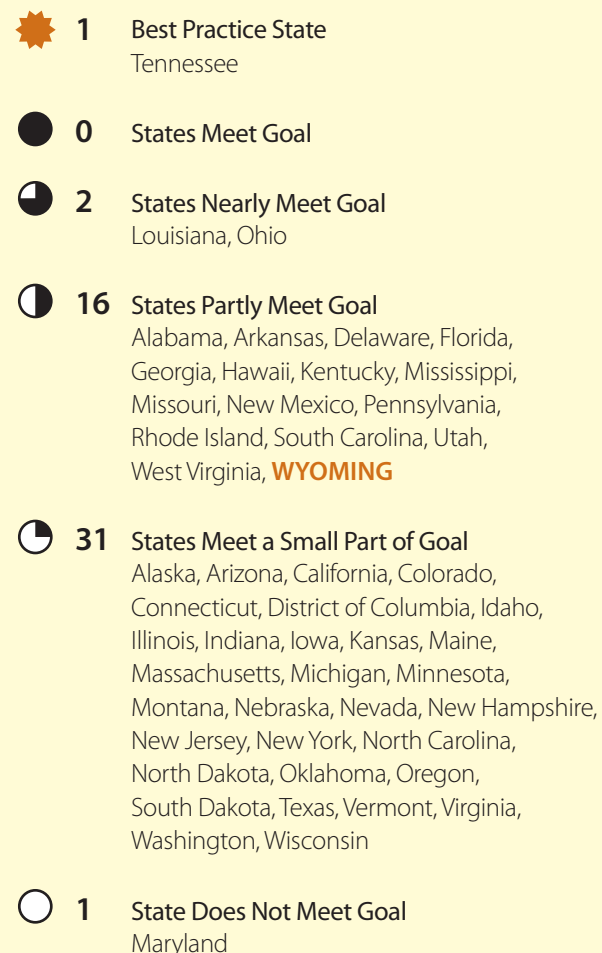 1 Best Practice State
Tennessee
0 States Meet Goal
2 States Nearly Meet Goal
Louisiana, Ohio
16 States Partly Meet Goal
Alabama, Arkansas, Delaware, Florida,
Georgia, Hawaii, Kentucky, Mississippi,
Missouri, New Mexico, Pennsylvania,
Rhode Island, South Carolina, Utah,
West Virginia, WYOMING
31 States Meet a Small Part of Goal
Alaska, Arizona, California, Colorado,
Connecticut, District of Columbia, Idaho,
Illinois, Indiana, Iowa, Kansas, Maine,
Massachusetts, Michigan, Minnesota,
Montana, Nebraska, Nevada, New Hampshire,
New Jersey, New York, North Carolina,
North Dakota, Oklahoma, Oregon,
South Dakota, Texas, Vermont, Virginia,
Washington, Wisconsin
1 State Does Not Meet Goal
Maryland